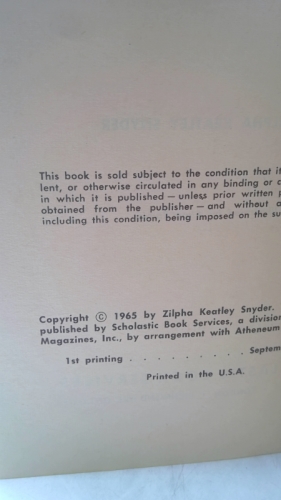 This book is sold subject to the condition that
lent, or otherwise circulated in any binding or
in which it is published — unless prior written
obtained from the publisher — and without
including this condition, being imposed on the
Copyright © 1965 by Zilpha Keatley Snyder.
published by Scholastic Book Services, a
Magazines, Inc., by arrangement with Atheneum
1st printing . . . . . . . . . Septem
Printed in the U.S.A.